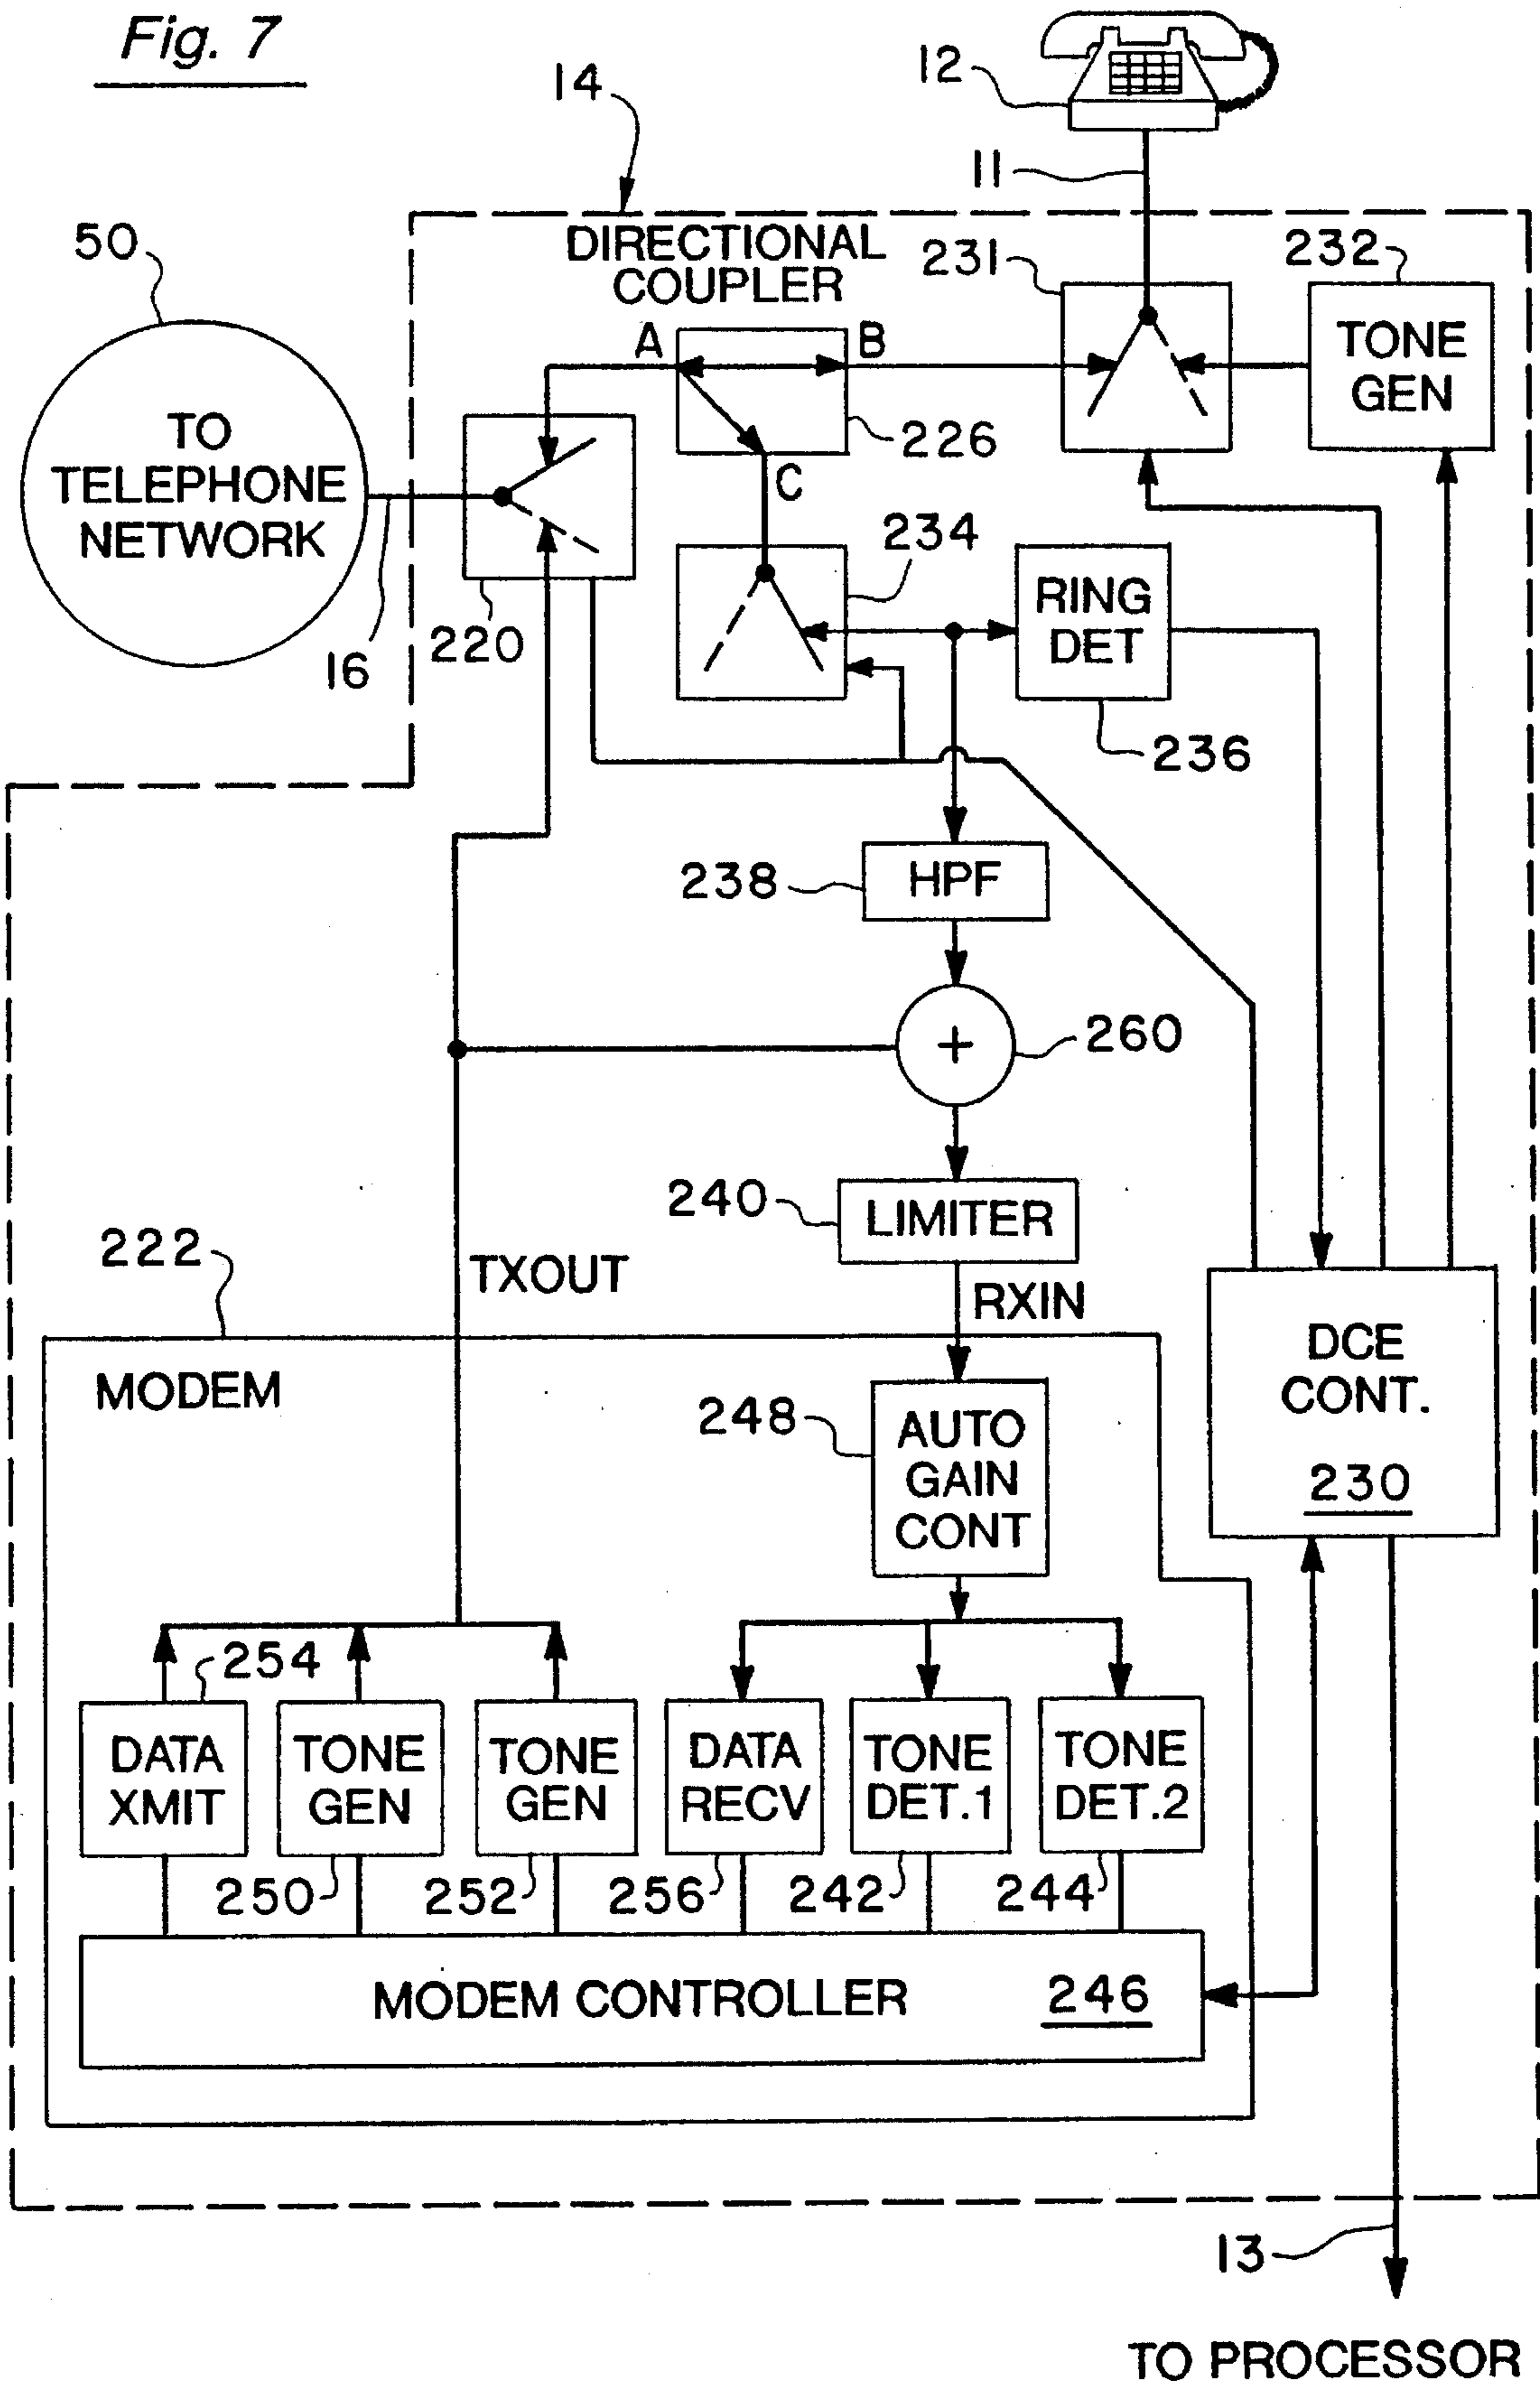 Fig. 7
12
14
11
50
DIRECTIONAL
COUPLER
231
232
A
B
TONE
GEN
TO
TELEPHONE
NETWORK
226
C
234
RING
DET
220
16
236
238
HPF
+
260
240
LIMITER
222
TXOUT
RXIN
DCE
CONT.
230
MODEM
248
AUTO
GAIN
CONT
254
DATA
XMIT
TONE
GEN
TONE
GEN
DATA
RECV
TONE
DET.1
TONE
DET.2
250
252
256
242
244
MODEM CONTROLLER
246
13
TO PROCESSOR